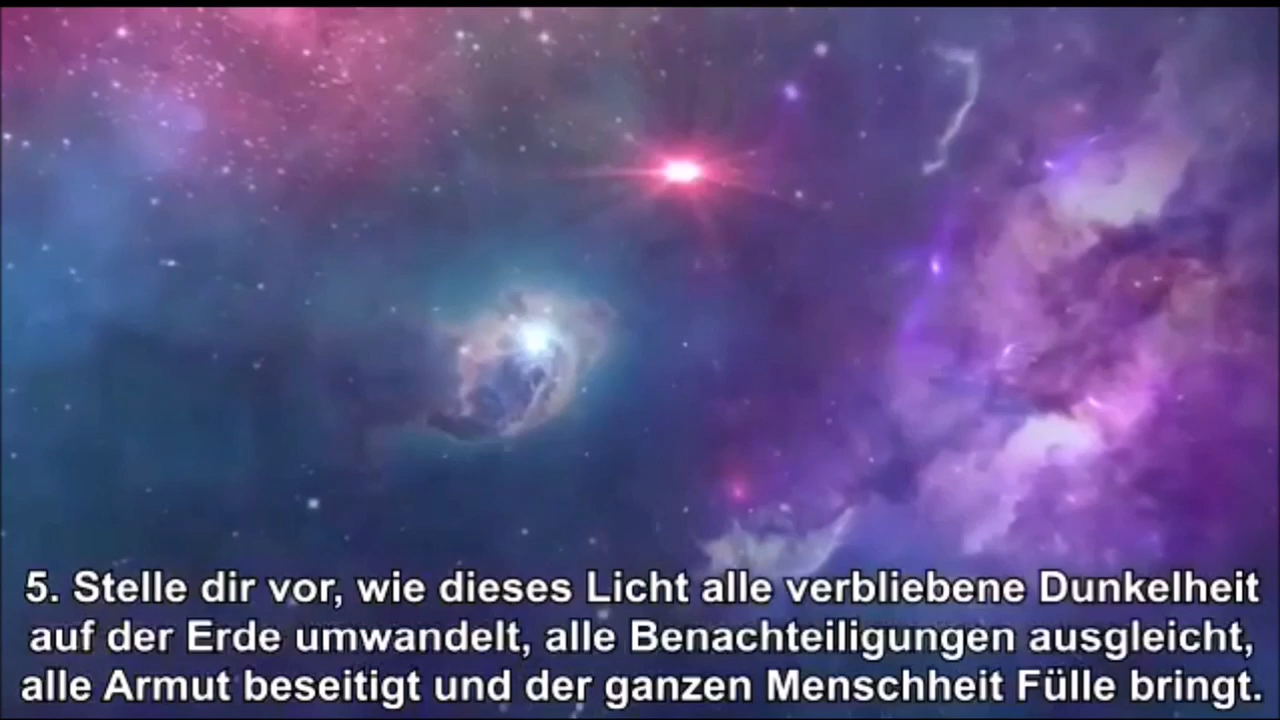 5. Stelle dir vor, wie dieses Licht alle verbliebene Dunkelheit
auf der Erde umwandelt, alle Benachteiligungen ausgleicht,
alle Armut beseitigt und der ganzen Menschheit Fülle bringt.